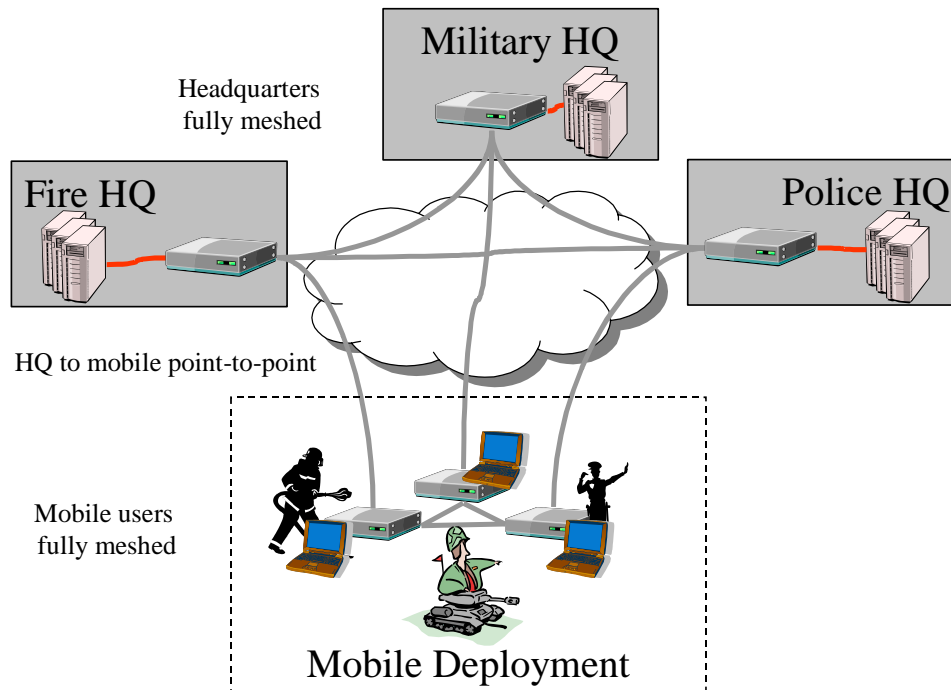 Military HQ
Headquarters
fully meshed
Fire HQ
Police HQ
HQ to mobile point-to-point
Mobile users
fully meshed
Mobile Deployment